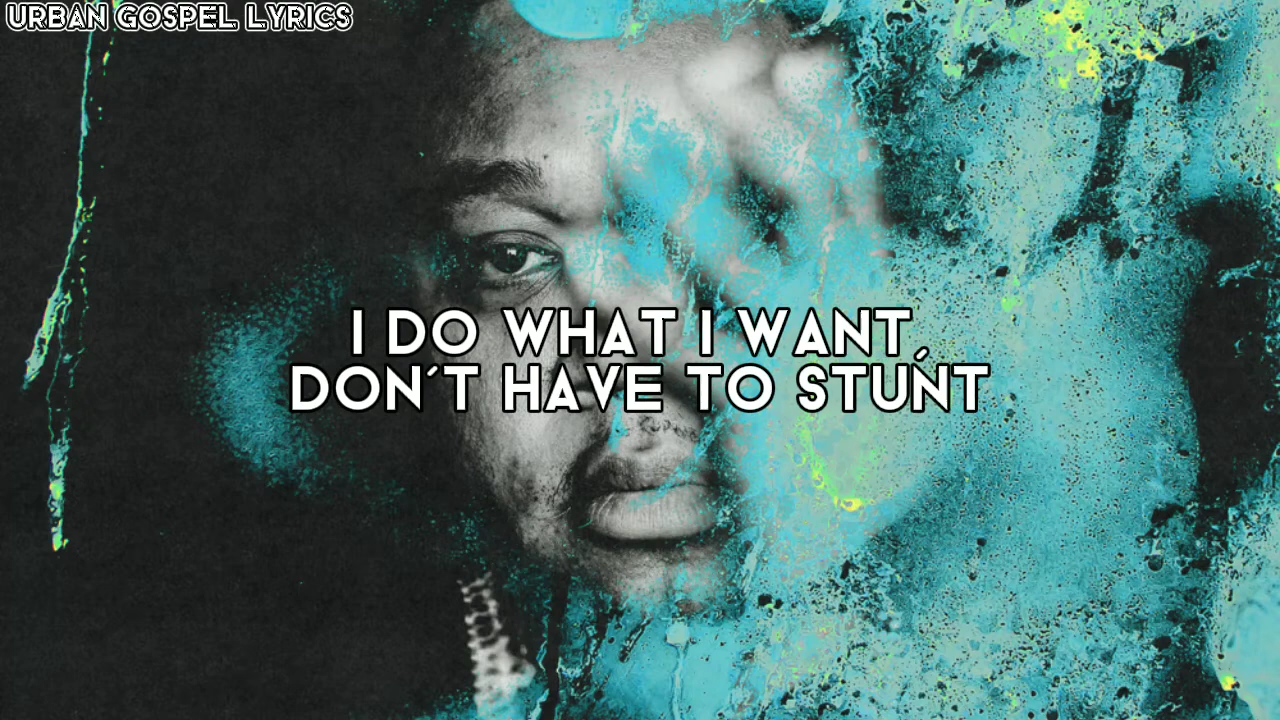 URBAN GOSPEL LYRICS
I DO WHAT I WANT,
DON´T HAVE TO STUNT